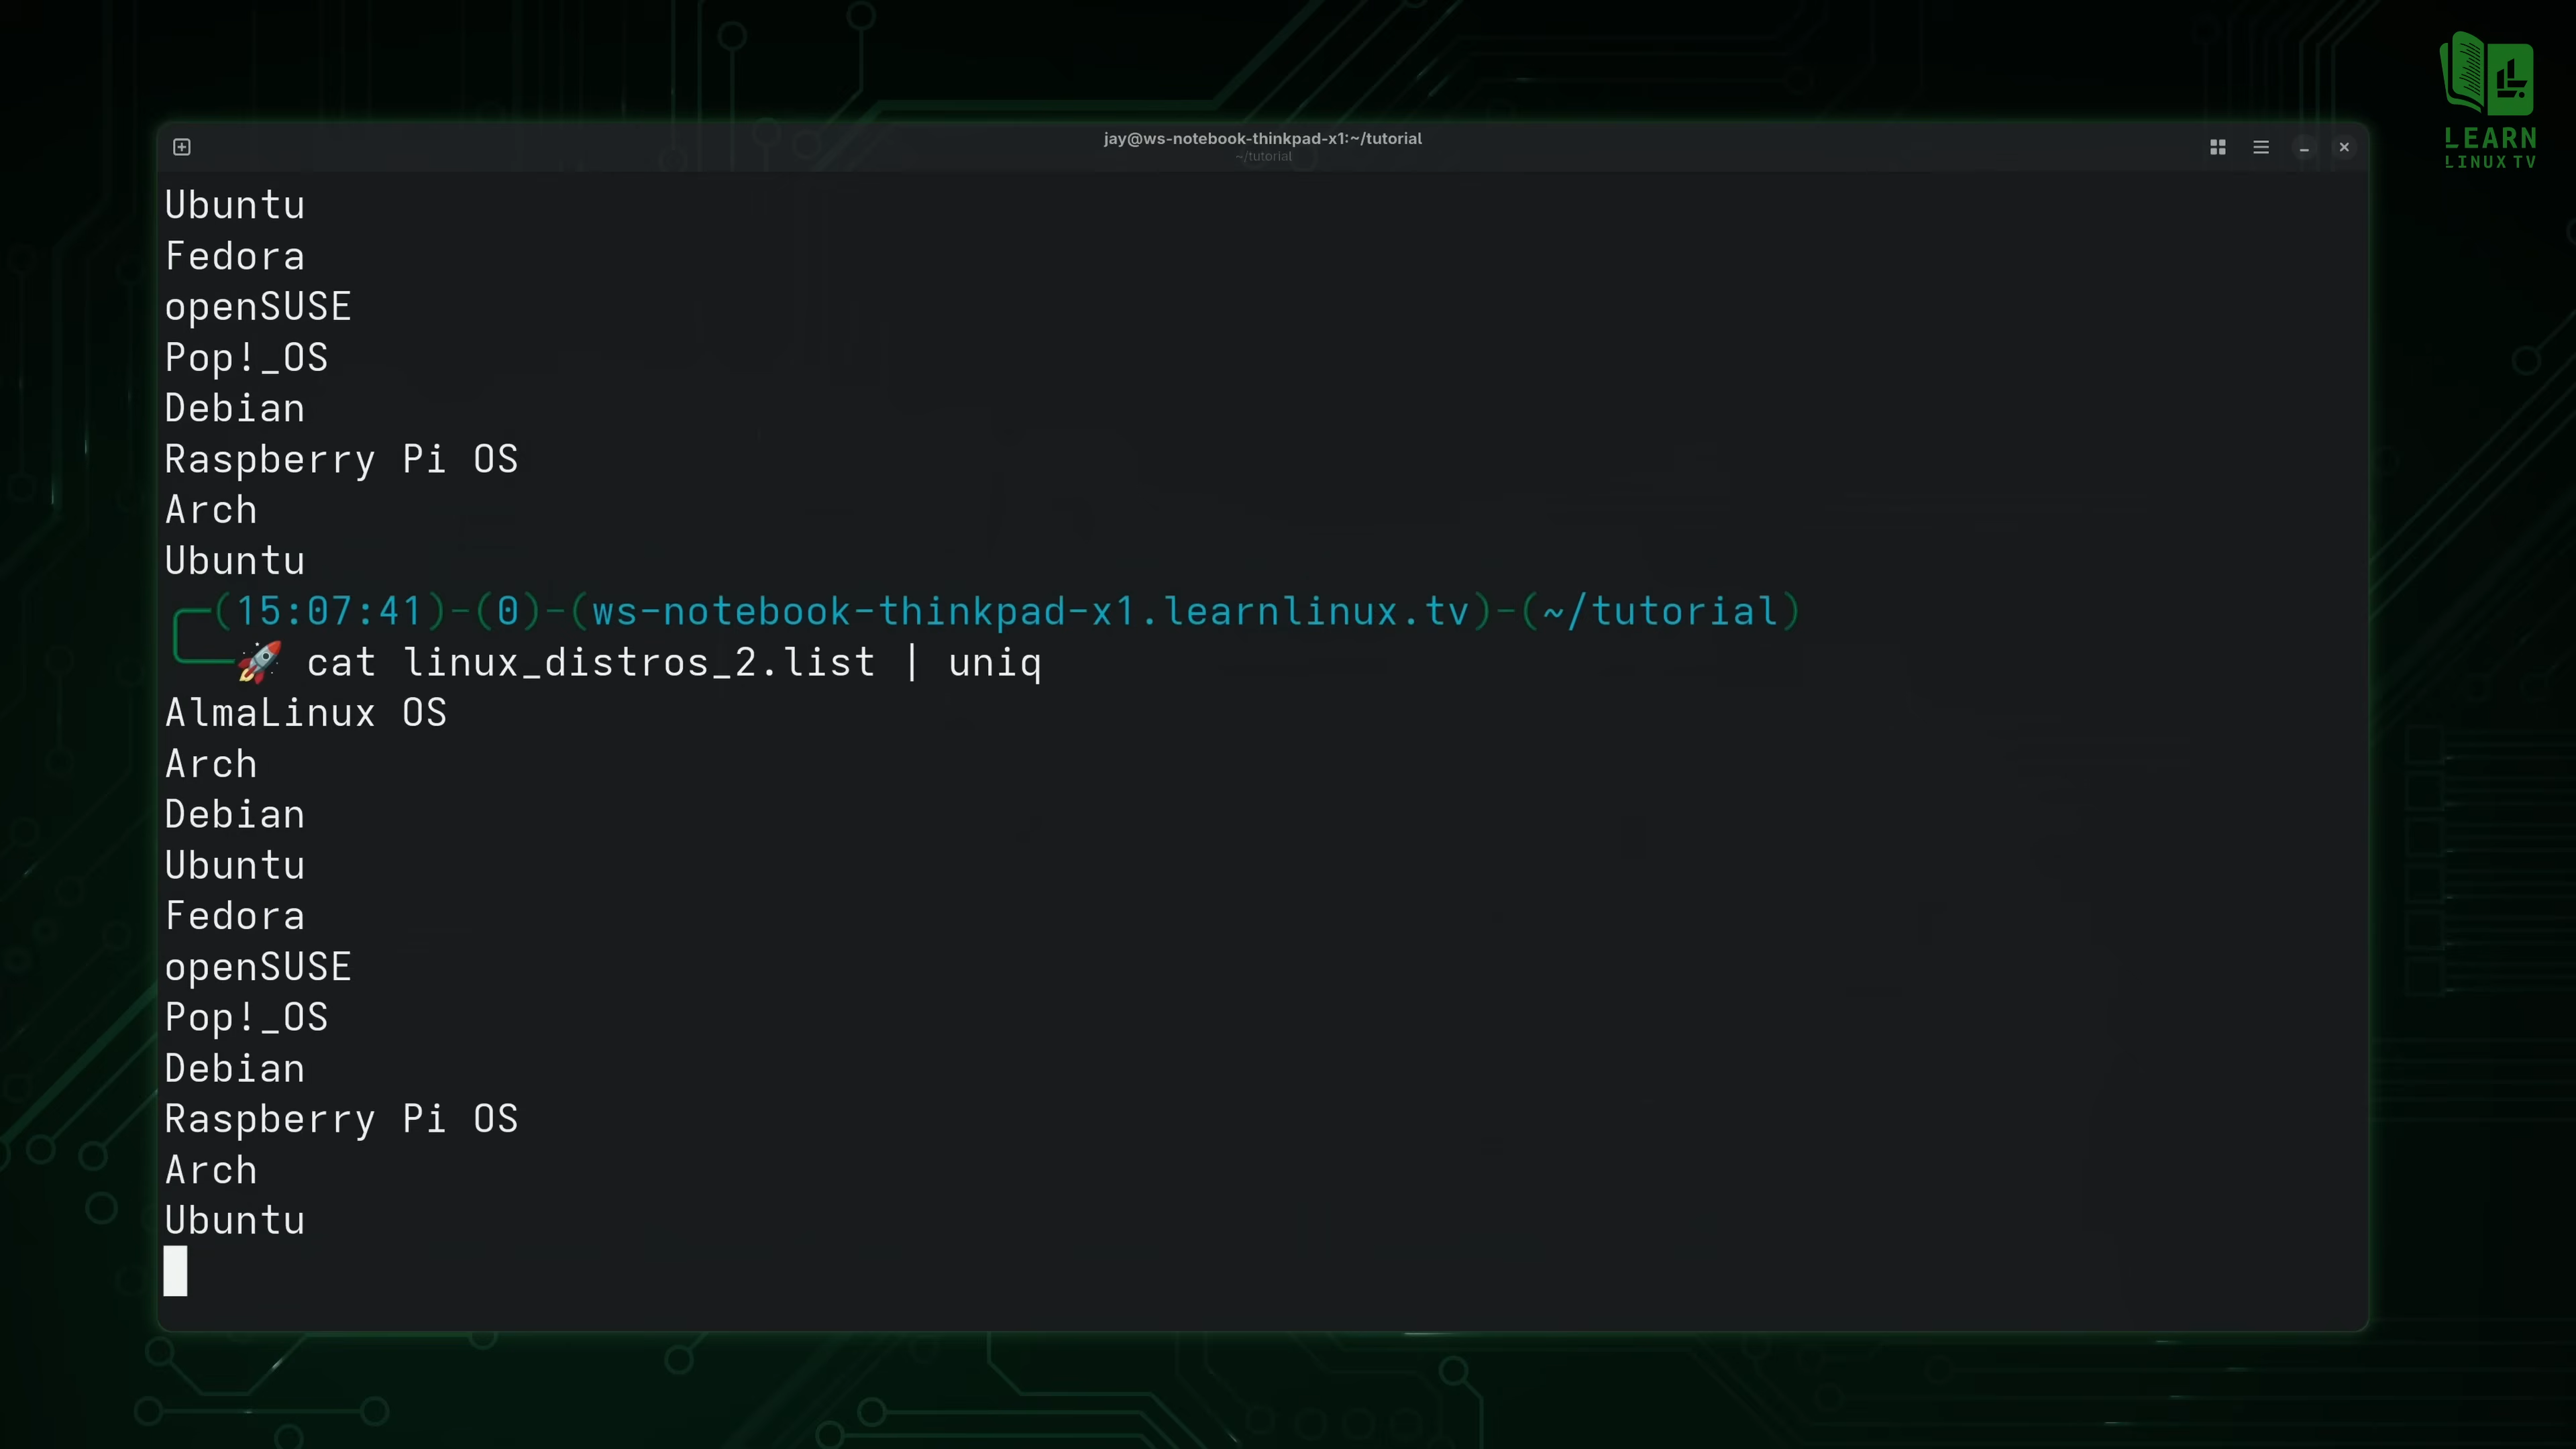 LEARN
LINUX TV
jay@ws-notebook-thinkpad-x1:~/tutorial
~/tutorial
Ubuntu
Fedora
openSUSE
Pop!_OS
Debian
Raspberry Pi OS
Arch
Ubuntu
(15:07:41)-(0)-(ws-notebook-thinkpad-x1.learnlinux.tv)-(~/tutorial)
🚀 cat linux_distros_2.list | uniq
AlmaLinux OS
Arch
Debian
Ubuntu
Fedora
openSUSE
Pop!_OS
Debian
Raspberry Pi OS
Arch
Ubuntu